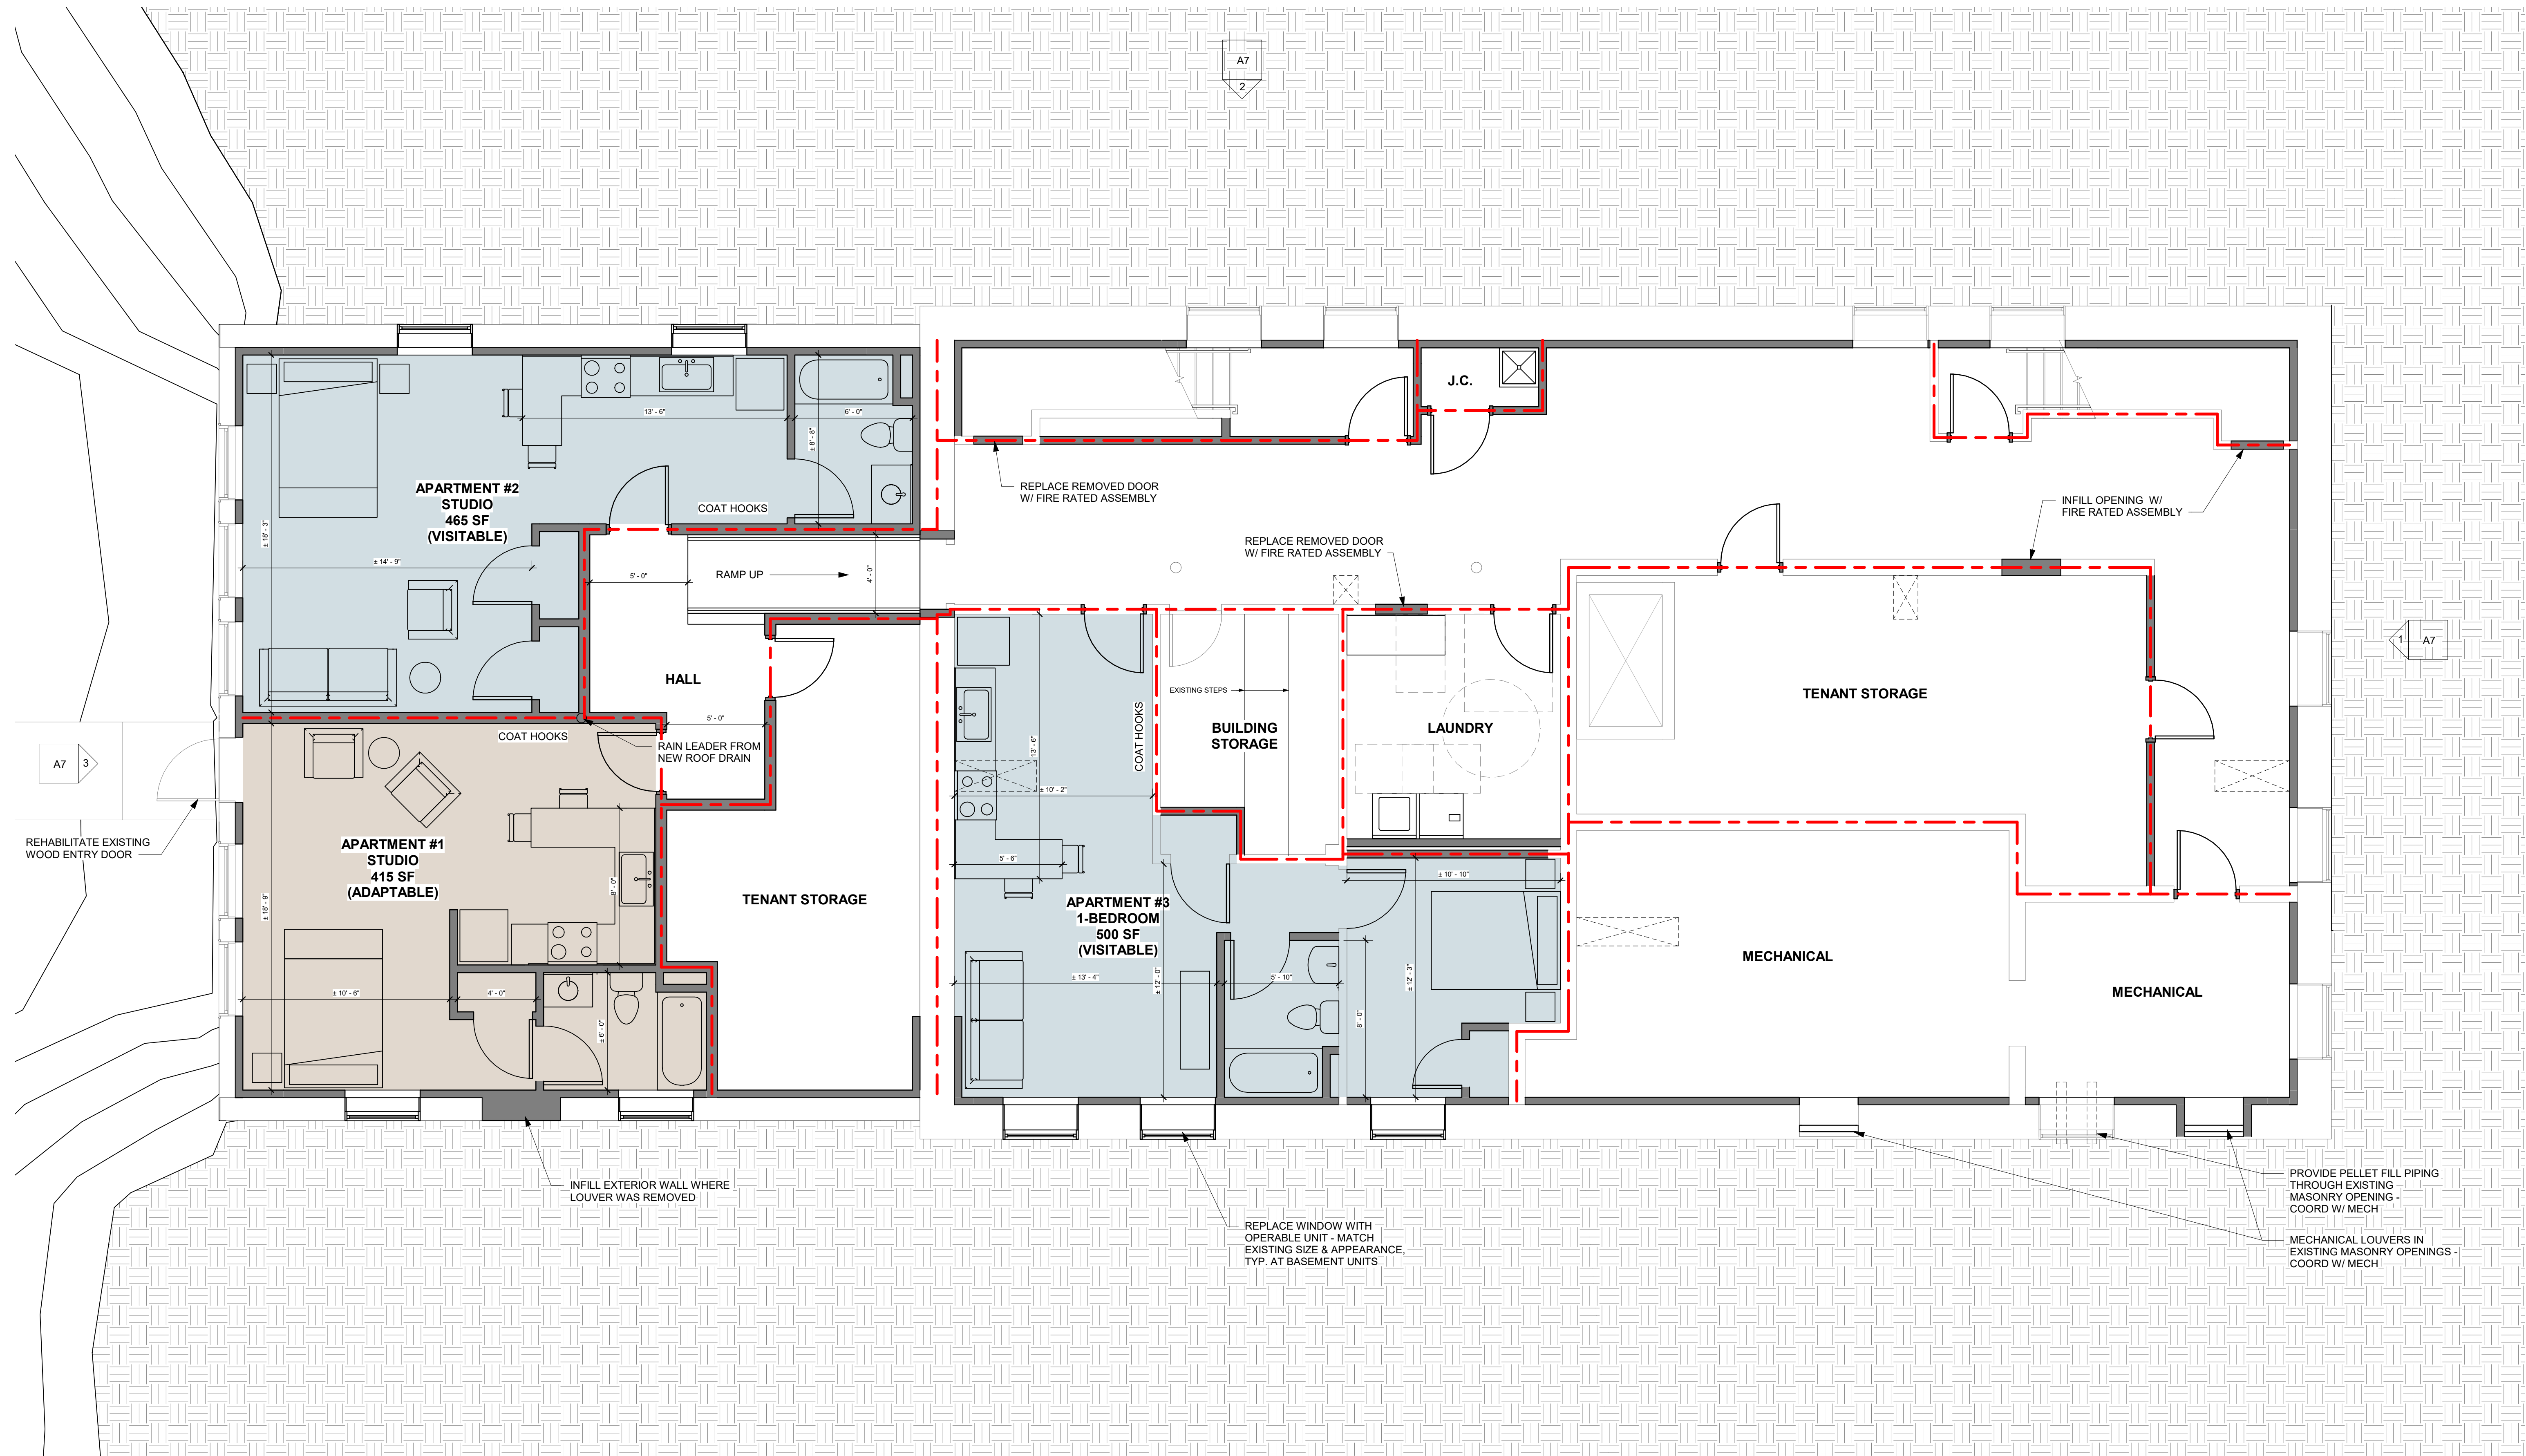 A7
2
J.C.
13' - 6"
6' - 0"
± 8' - 8"
APARTMENT #2
STUDIO
465 SF
(VISITABLE)
COAT HOOKS
± 18' - 3"
± 14' - 9"
REPLACE REMOVED DOOR
W/ FIRE RATED ASSEMBLY
INFILL OPENING W/
FIRE RATED ASSEMBLY
REPLACE REMOVED DOOR
W/ FIRE RATED ASSEMBLY
5' - 0"
RAMP UP
4' - 0"
HALL
5' - 0"
COAT HOOKS
RAIN LEADER FROM
NEW ROOF DRAIN
EXISTING STEPS
BUILDING
STORAGE
LAUNDRY
TENANT STORAGE
1
A7
A7
3
COAT HOOKS
13' - 6"
± 10' - 2"
REHABILITATE EXISTING
WOOD ENTRY DOOR
APARTMENT #1
STUDIO
415 SF
(ADAPTABLE)
8' - 0"
± 18' - 9"
TENANT STORAGE
5' - 6"
APARTMENT #3
1-BEDROOM
500 SF
(VISITABLE)
± 10' - 10"
MECHANICAL
MECHANICAL
± 10' - 6"
4' - 0"
± 6' - 0"
± 13' - 4"
± 12' - 0"
5' - 10"
8' - 0"
± 12' - 3"
INFILL EXTERIOR WALL WHERE
LOUVER WAS REMOVED
REPLACE WINDOW WITH
OPERABLE UNIT - MATCH
EXISTING SIZE & APPEARANCE,
TYP. AT BASEMENT UNITS
PROVIDE PELLET FILL PIPING
THROUGH EXISTING
MASONRY OPENING -
COORD W/ MECH
MECHANICAL LOUVERS IN
EXISTING MASONRY OPENINGS -
COORD W/ MECH